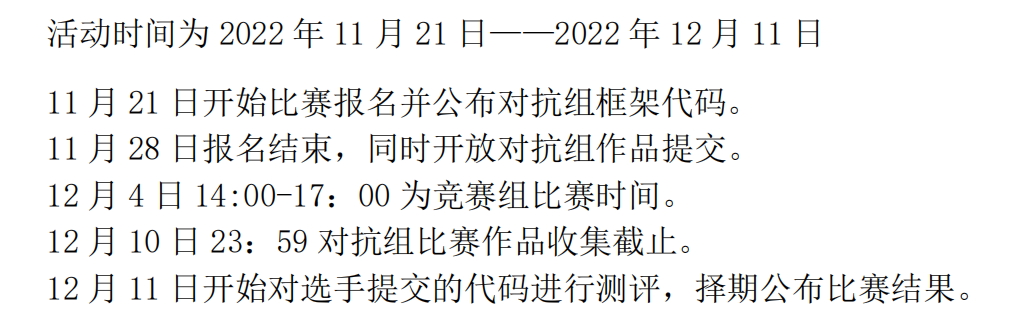 活动时间为 2022 年 11 月 21 日——2022 年 12 月 11 日
11 月 21 日开始比赛报名并公布对抗组框架代码。
11 月 28 日报名结束，同时开放对抗组作品提交。
12 月 4 日 14:00-17：00 为竞赛组比赛时间。
12 月 10 日 23：59 对抗组比赛作品收集截止。
12 月 11 日开始对选手提交的代码进行测评，择期公布比赛结果。